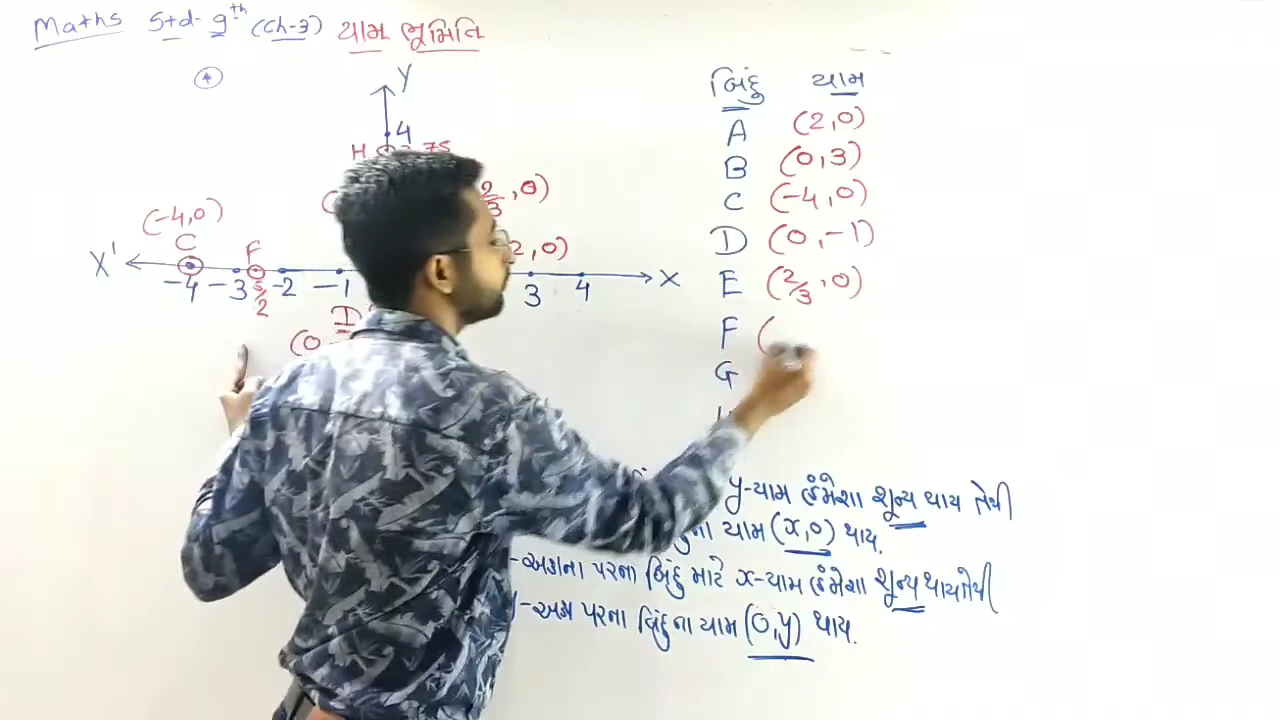 Maths Std-9th (Ch-3) યામ ભૂમિતિ
Y
4
H
75
2/3, 0)
(-4,0)
2,0)
C
F
X'
X
-4 -3 5/2 -2 -1 3 4
D
(0
બિંદુ યામ
A (2,0)
B (0,3)
C (-4,0)
D (0,-1)
E (2/3,0)
F (
G
y-યામ હંમેશા શૂન્ય થાય તેથી
ના યામ (x,0) થાય.
-અક્ષના પરના બિંદુ માટે x-યામ હંમેશા શૂન્ય થાય તેથી
-અક્ષ પરના બિંદુના યામ (0,y) થાય.